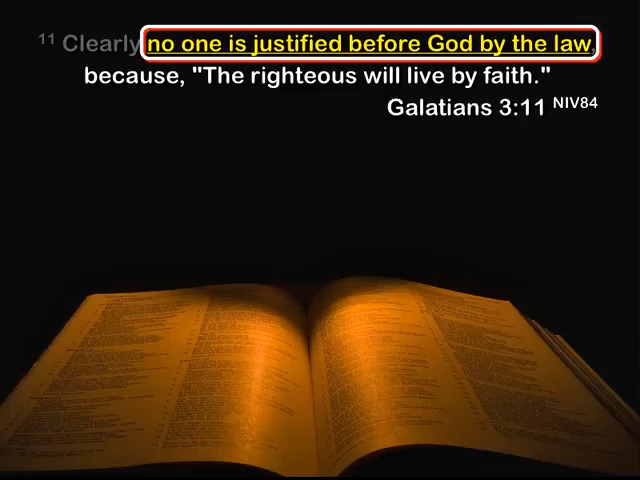 11 Clearly no one is justified before God by the law,
because, "The righteous will live by faith."
Galatians 3:11 NIV84